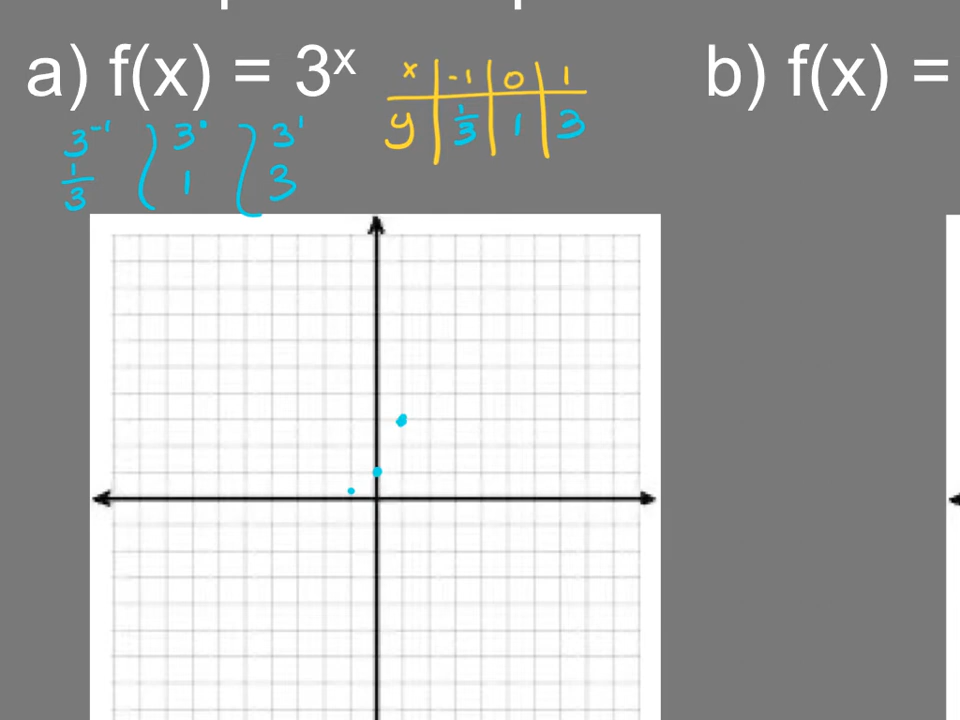 a) f(x) = 3ˣ
x | -1 | 0 | 1
y | 1/3 | 1 | 3
b) f(x) =
3⁻¹ 3⁰ 3¹
1/3 1 3